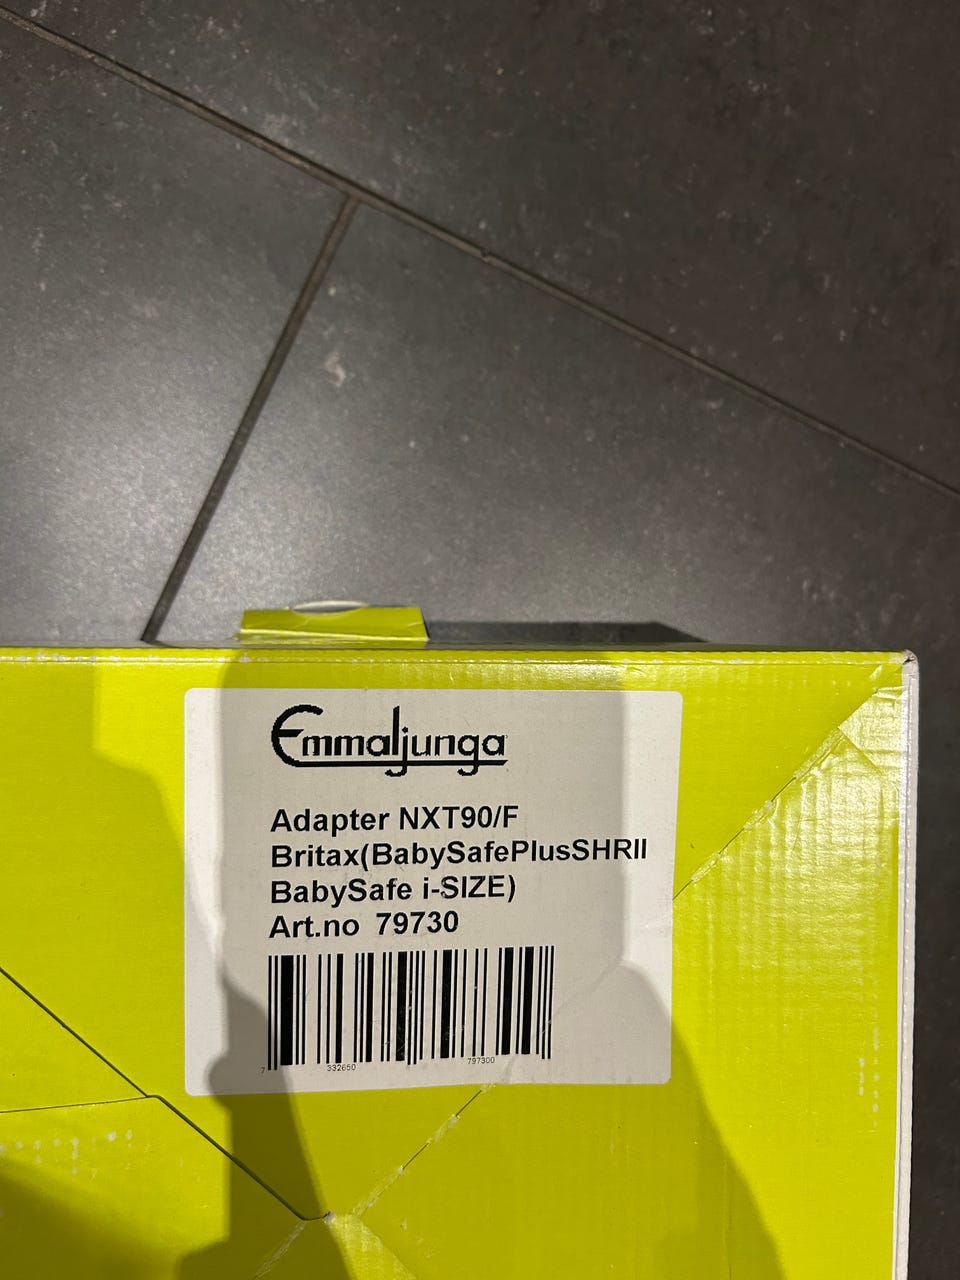 Emmaljunga
Adapter NXT90/F
Britax(BabySafePlusSHRII
BabySafe i-SIZE)
Art.no 79730
7 332650 797300